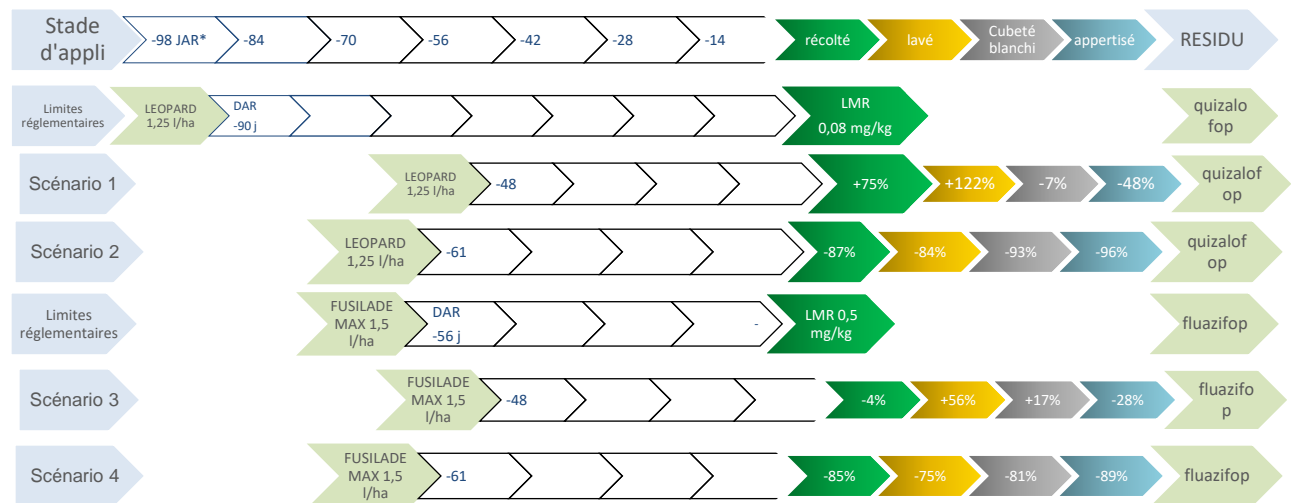 Stade
d'appli
-98 JAR*
-84
-70
-56
-42
-28
-14
récolté
lavé
Cubeté
blanchi
appertisé
RESIDU
Limites
réglementaires
LEOPARD
1,25 l/ha
DAR
-90 j
LMR
0,08 mg/kg
quizalo
fop
Scénario 1
LEOPARD
1,25 l/ha
-48
+75%
+122%
-7%
-48%
quizalof
op
Scénario 2
LEOPARD
1,25 l/ha
-61
-87%
-84%
-93%
-96%
quizalof
op
Limites
réglementaires
FUSILADE
MAX 1,5
l/ha
DAR
-56 j
-
LMR 0,5
mg/kg
fluazifop
Scénario 3
FUSILADE
MAX 1,5
l/ha
-48
-4%
+56%
+17%
-28%
fluazifo
p
Scénario 4
FUSILADE
MAX 1,5
l/ha
-61
-85%
-75%
-81%
-89%
fluazifop